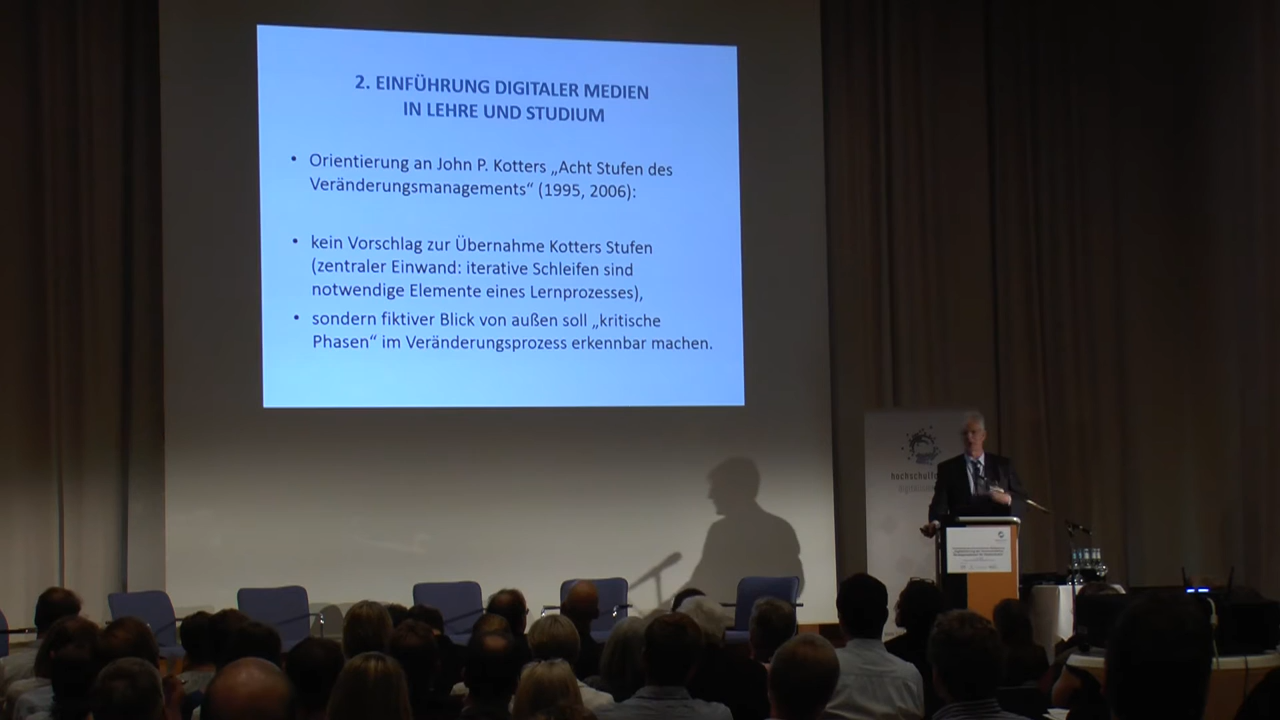 2. EINFÜHRUNG DIGITALER MEDIEN
IN LEHRE UND STUDIUM
• Orientierung an John P. Kotters „Acht Stufen des
Veränderungsmanagements“ (1995, 2006):
• kein Vorschlag zur Übernahme Kotters Stufen
(zentraler Einwand: iterative Schleifen sind
notwendige Elemente eines Lernprozesses),
• sondern fiktiver Blick von außen soll „kritische
Phasen“ im Veränderungsprozess erkennbar machen.